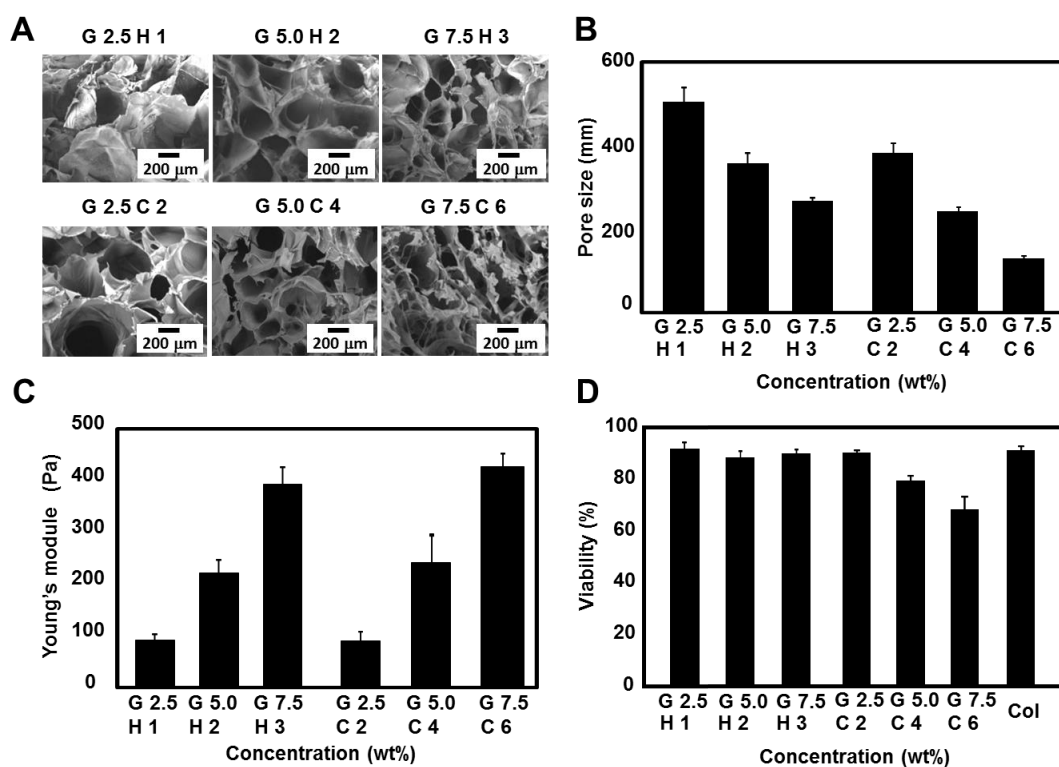 A
G 2.5 H 1 G 5.0 H 2 G 7.5 H 3
200 μm 200 μm 200 μm
G 2.5 C 2 G 5.0 C 4 G 7.5 C 6
200 μm 200 μm 200 μm
B
Pore size (mm)
600
400
200
0
G 2.5 G 5.0 G 7.5 G 2.5 G 5.0 G 7.5
H 1 H 2 H 3 C 2 C 4 C 6
Concentration (wt%)
C
Young's module (Pa)
500
400
300
200
100
0
G 2.5 G 5.0 G 7.5 G 2.5 G 5.0 G 7.5
H 1 H 2 H 3 C 2 C 4 C 6
Concentration (wt%)
D
Viability (%)
100
80
60
40
20
0
G 2.5 G 5.0 G 7.5 G 2.5 G 5.0 G 7.5 Col
H 1 H 2 H 3 C 2 C 4 C 6
Concentration (wt%)